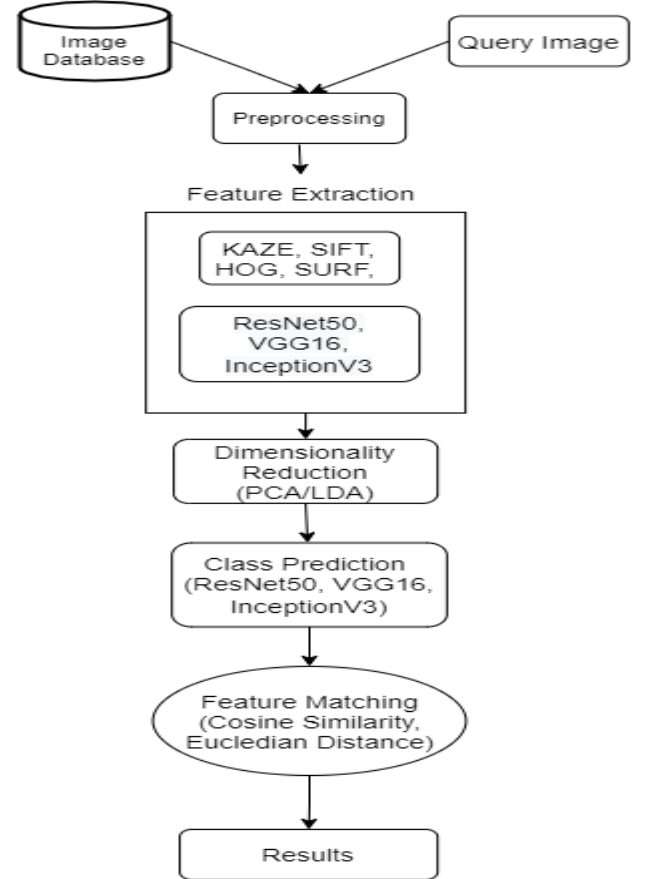 Image
Database
Query Image
Preprocessing
Feature Extraction
KAZE, SIFT,
HOG, SURF,
ResNet50,
VGG16,
InceptionV3
Dimensionality
Reduction
(PCA/LDA)
Class Prediction
(ResNet50, VGG16,
InceptionV3)
Feature Matching
(Cosine Similarity,
Eucledian Distance)
Results